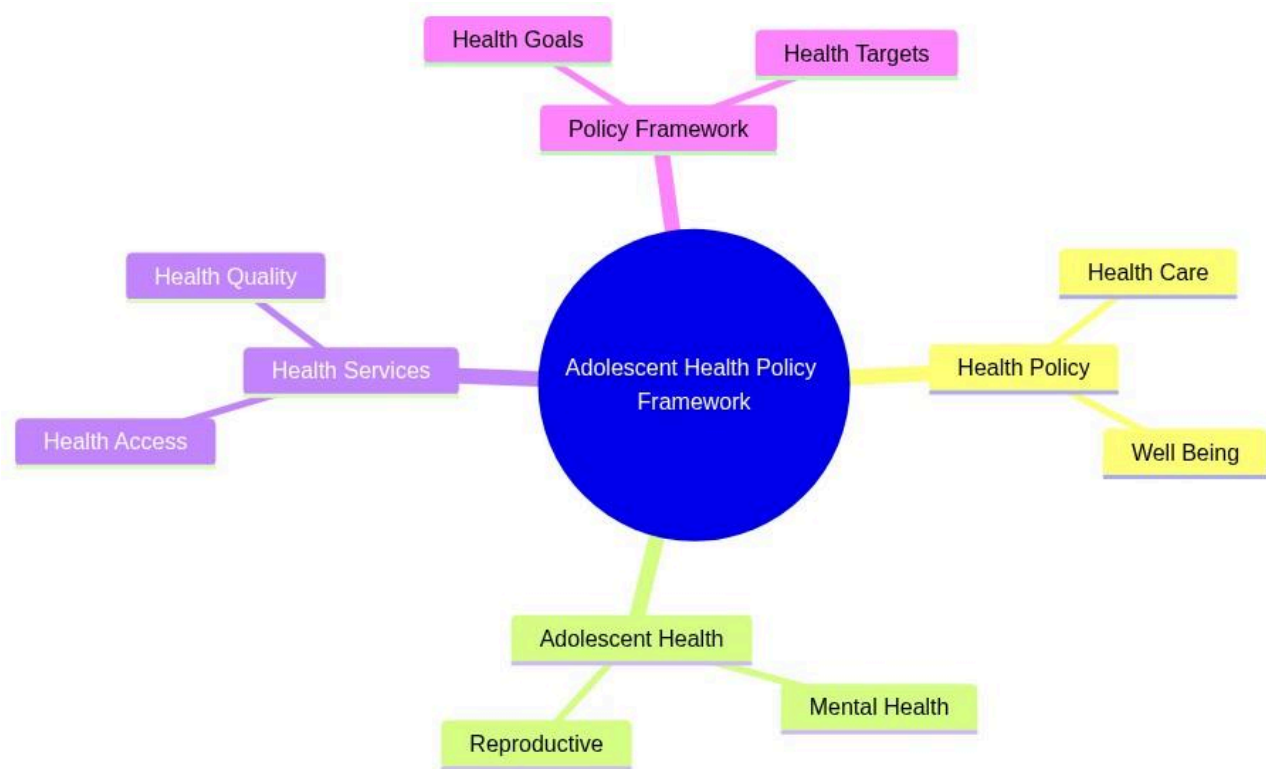 Health Goals
Health Targets
Policy Framework
Health Quality
Health Care
Health Services
Adolescent Health Policy
Framework
Health Policy
Health Access
Well Being
Adolescent Health
Mental Health
Reproductive